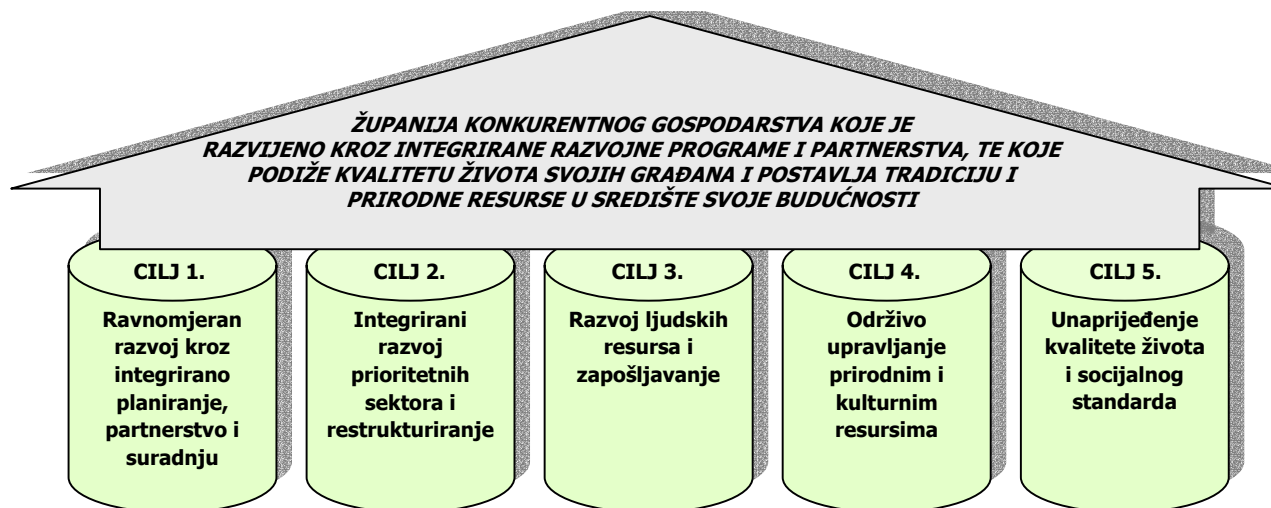 ŽUPANIJA KONKURENTNOG GOSPODARSTVA KOJE JE
RAZVIJENO KROZ INTEGRIRANE RAZVOJNE PROGRAME I PARTNERSTVA, TE KOJE
PODIŽE KVALITETU ŽIVOTA SVOJIH GRAĐANA I POSTAVLJA TRADICIJU I
PRIRODNE RESURSE U SREDIŠTE SVOJE BUDUĆNOSTI
CILJ 1.
Ravnomjeran
razvoj kroz
integrirano
planiranje,
partnerstvo i
suradnju
CILJ 2.
Integrirani
razvoj
prioritetnih
sektora i
restrukturiranje
CILJ 3.
Razvoj ljudskih
resursa i
zapošljavanje
CILJ 4.
Održivo
upravljanje
prirodnim i
kulturnim
resursima
CILJ 5.
Unaprijeđenje
kvalitete života
i socijalnog
standarda